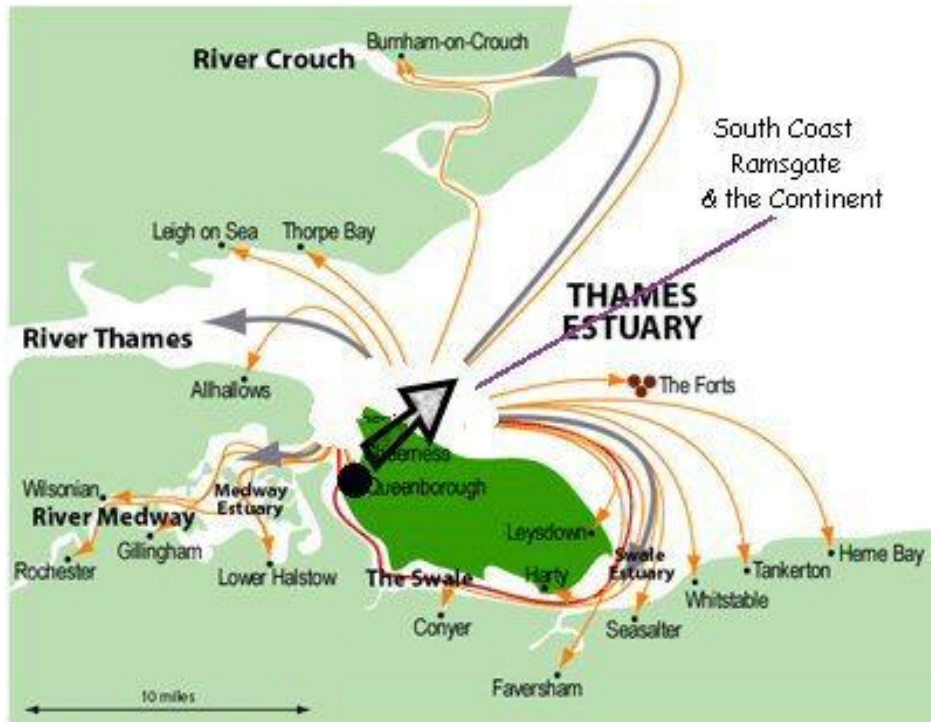 Burnham-on-Crouch
River Crouch
South Coast
Ramsgate
& the Continent
Leigh on Sea
Thorpe Bay
THAMES
ESTUARY
River Thames
Allhallows
The Forts
Queenborough
Wilsonian
Medway
Estuary
River Medway
Gillingham
Rochester
Lower Halstow
The Swale
Leysdown
Harty
Swale
Estuary
Herne Bay
Tankerton
Whitstable
Seasalter
Conyer
Faversham
10 miles